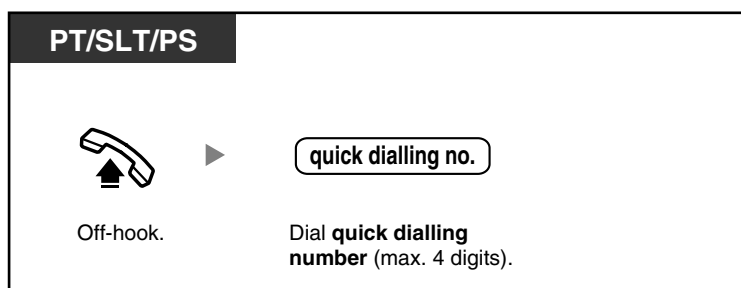 PT/SLT/PS
quick dialling no.
Off-hook.
Dial quick dialling
number (max. 4 digits).